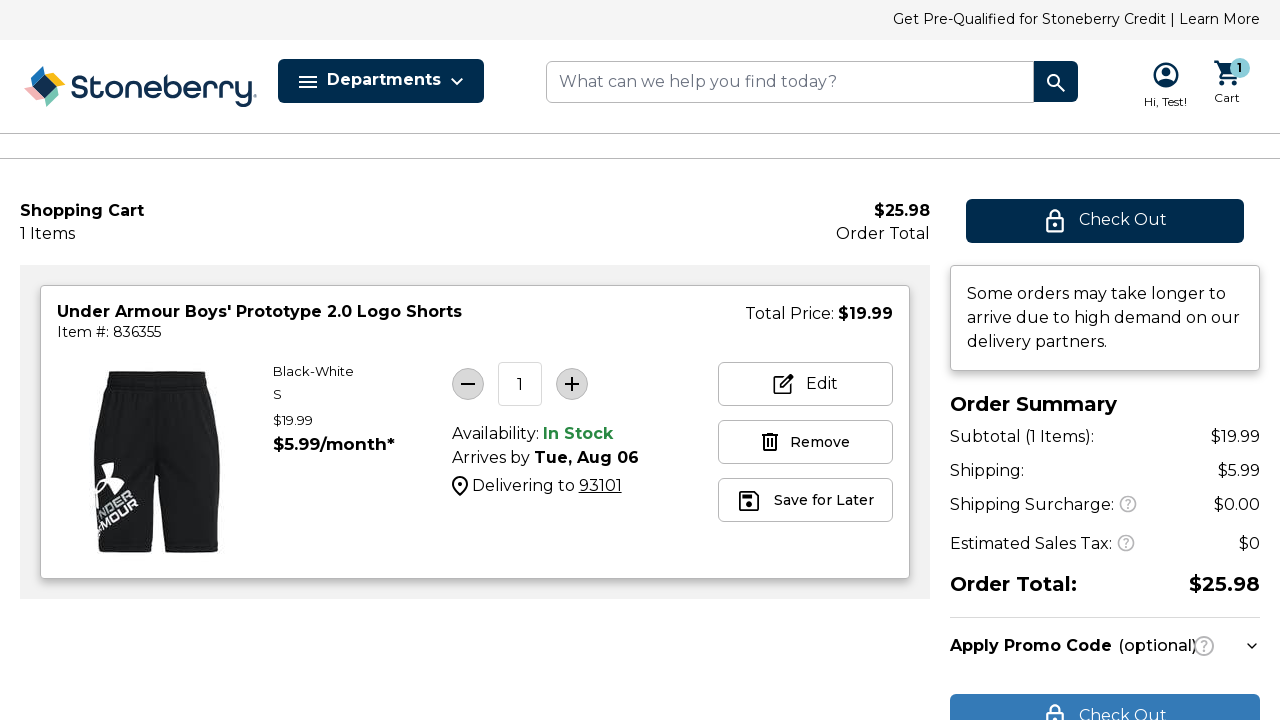 Get Pre-Qualified for Stoneberry Credit | Learn More
Stoneberry
Departments
What can we help you find today?
Hi, Test!
1
Cart
Shopping Cart
$25.98
1 Items
Order Total
Check Out
Under Armour Boys' Prototype 2.0 Logo Shorts
Total Price: $19.99
Item #: 836355
UNDER
ARMOUR
Black-White
S
$19.99
$5.99/month*
1
Availability: In Stock
Arrives by Tue, Aug 06
Delivering to 93101
Edit
Remove
Save for Later
Some orders may take longer to
arrive due to high demand on our
delivery partners.
Order Summary
Subtotal (1 Items): $19.99
Shipping: $5.99
Shipping Surcharge: ? $0.00
Estimated Sales Tax: ? $0
Order Total: $25.98
Apply Promo Code (optional) ?
Check Out